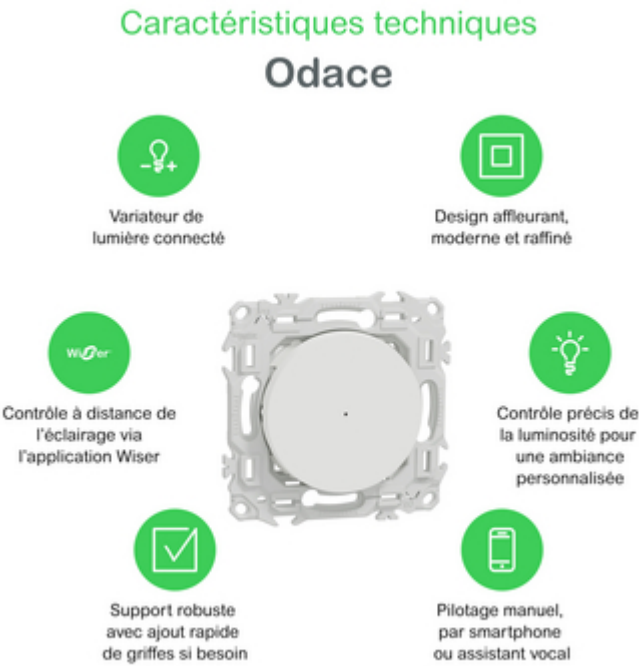 Caractéristiques techniques
Odace
Variateur de
lumière connecté
Design affleurant,
moderne et raffiné
Wiser
Contrôle à distance de
l'éclairage via
l'application Wiser
Contrôle précis de
la luminosité pour
une ambiance
personnalisée
Support robuste
avec ajout rapide
de griffes si besoin
Pilotage manuel,
par smartphone
ou assistant vocal